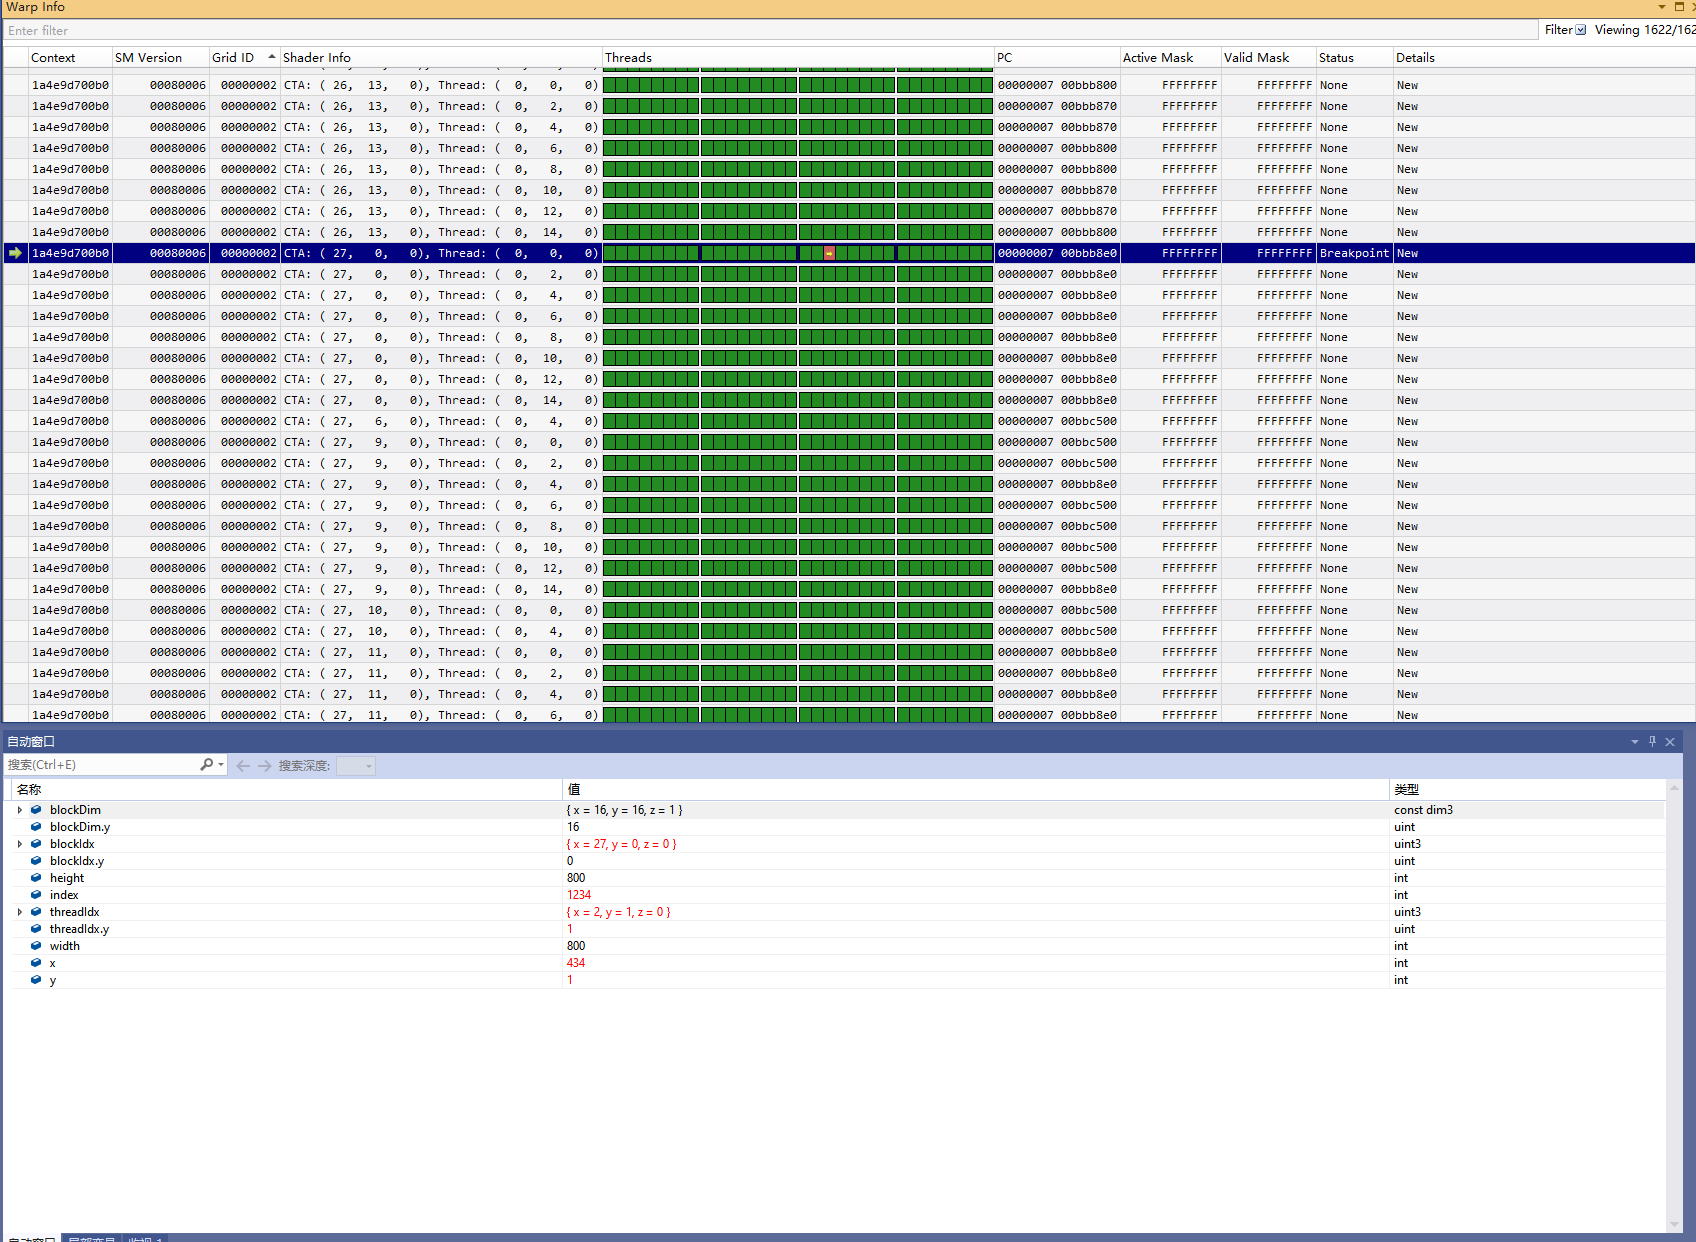 Warp Info
Enter filter
Filter Viewing 1622/162
Context SM Version Grid ID Shader Info Threads PC Active Mask Valid Mask Status Details
1a4e9d700b0 00080006 00000002 CTA: ( 26, 13, 0), Thread: ( 0, 0, 0) 00000007 00bbb800 FFFFFFFF FFFFFFFF None New
1a4e9d700b0 00080006 00000002 CTA: ( 26, 13, 0), Thread: ( 0, 2, 0) 00000007 00bbb870 FFFFFFFF FFFFFFFF None New
1a4e9d700b0 00080006 00000002 CTA: ( 26, 13, 0), Thread: ( 0, 4, 0) 00000007 00bbb870 FFFFFFFF FFFFFFFF None New
1a4e9d700b0 00080006 00000002 CTA: ( 26, 13, 0), Thread: ( 0, 6, 0) 00000007 00bbb800 FFFFFFFF FFFFFFFF None New
1a4e9d700b0 00080006 00000002 CTA: ( 26, 13, 0), Thread: ( 0, 8, 0) 00000007 00bbb800 FFFFFFFF FFFFFFFF None New
1a4e9d700b0 00080006 00000002 CTA: ( 26, 13, 0), Thread: ( 0, 10, 0) 00000007 00bbb870 FFFFFFFF FFFFFFFF None New
1a4e9d700b0 00080006 00000002 CTA: ( 26, 13, 0), Thread: ( 0, 12, 0) 00000007 00bbb870 FFFFFFFF FFFFFFFF None New
1a4e9d700b0 00080006 00000002 CTA: ( 26, 13, 0), Thread: ( 0, 14, 0) 00000007 00bbb800 FFFFFFFF FFFFFFFF None New
1a4e9d700b0 00080006 00000002 CTA: ( 27, 0, 0), Thread: ( 0, 0, 0) 00000007 00bbb8e0 FFFFFFFF FFFFFFFF Breakpoint New
1a4e9d700b0 00080006 00000002 CTA: ( 27, 0, 0), Thread: ( 0, 2, 0) 00000007 00bbb8e0 FFFFFFFF FFFFFFFF None New
1a4e9d700b0 00080006 00000002 CTA: ( 27, 0, 0), Thread: ( 0, 4, 0) 00000007 00bbb8e0 FFFFFFFF FFFFFFFF None New
1a4e9d700b0 00080006 00000002 CTA: ( 27, 0, 0), Thread: ( 0, 6, 0) 00000007 00bbb8e0 FFFFFFFF FFFFFFFF None New
1a4e9d700b0 00080006 00000002 CTA: ( 27, 0, 0), Thread: ( 0, 8, 0) 00000007 00bbb8e0 FFFFFFFF FFFFFFFF None New
1a4e9d700b0 00080006 00000002 CTA: ( 27, 0, 0), Thread: ( 0, 10, 0) 00000007 00bbb8e0 FFFFFFFF FFFFFFFF None New
1a4e9d700b0 00080006 00000002 CTA: ( 27, 0, 0), Thread: ( 0, 12, 0) 00000007 00bbb8e0 FFFFFFFF FFFFFFFF None New
1a4e9d700b0 00080006 00000002 CTA: ( 27, 0, 0), Thread: ( 0, 14, 0) 00000007 00bbb8e0 FFFFFFFF FFFFFFFF None New
1a4e9d700b0 00080006 00000002 CTA: ( 27, 6, 0), Thread: ( 0, 4, 0) 00000007 00bbc500 FFFFFFFF FFFFFFFF None New
1a4e9d700b0 00080006 00000002 CTA: ( 27, 9, 0), Thread: ( 0, 0, 0) 00000007 00bbc500 FFFFFFFF FFFFFFFF None New
1a4e9d700b0 00080006 00000002 CTA: ( 27, 9, 0), Thread: ( 0, 2, 0) 00000007 00bbc500 FFFFFFFF FFFFFFFF None New
1a4e9d700b0 00080006 00000002 CTA: ( 27, 9, 0), Thread: ( 0, 4, 0) 00000007 00bbb8e0 FFFFFFFF FFFFFFFF None New
1a4e9d700b0 00080006 00000002 CTA: ( 27, 9, 0), Thread: ( 0, 6, 0) 00000007 00bbc500 FFFFFFFF FFFFFFFF None New
1a4e9d700b0 00080006 00000002 CTA: ( 27, 9, 0), Thread: ( 0, 8, 0) 00000007 00bbc500 FFFFFFFF FFFFFFFF None New
1a4e9d700b0 00080006 00000002 CTA: ( 27, 9, 0), Thread: ( 0, 10, 0) 00000007 00bbc500 FFFFFFFF FFFFFFFF None New
1a4e9d700b0 00080006 00000002 CTA: ( 27, 9, 0), Thread: ( 0, 12, 0) 00000007 00bbc500 FFFFFFFF FFFFFFFF None New
1a4e9d700b0 00080006 00000002 CTA: ( 27, 9, 0), Thread: ( 0, 14, 0) 00000007 00bbb8e0 FFFFFFFF FFFFFFFF None New
1a4e9d700b0 00080006 00000002 CTA: ( 27, 10, 0), Thread: ( 0, 0, 0) 00000007 00bbc500 FFFFFFFF FFFFFFFF None New
1a4e9d700b0 00080006 00000002 CTA: ( 27, 10, 0), Thread: ( 0, 4, 0) 00000007 00bbc500 FFFFFFFF FFFFFFFF None New
1a4e9d700b0 00080006 00000002 CTA: ( 27, 11, 0), Thread: ( 0, 0, 0) 00000007 00bbb8e0 FFFFFFFF FFFFFFFF None New
1a4e9d700b0 00080006 00000002 CTA: ( 27, 11, 0), Thread: ( 0, 2, 0) 00000007 00bbb8e0 FFFFFFFF FFFFFFFF None New
1a4e9d700b0 00080006 00000002 CTA: ( 27, 11, 0), Thread: ( 0, 4, 0) 00000007 00bbb8e0 FFFFFFFF FFFFFFFF None New
1a4e9d700b0 00080006 00000002 CTA: ( 27, 11, 0), Thread: ( 0, 6, 0) 00000007 00bbb8e0 FFFFFFFF FFFFFFFF None New
自动窗口
搜索(Ctrl+E) 搜索深度:
名称 值 类型
blockDim { x = 16, y = 16, z = 1 } const dim3
blockDim.y 16 uint
blockIdx { x = 27, y = 0, z = 0 } uint3
blockIdx.y 0 uint
height 800 int
index 1234 int
threadIdx { x = 2, y = 1, z = 0 } uint3
threadIdx.y 1 uint
width 800 int
x 434 int
y 1 int
自动窗口 局部变量 监视 1